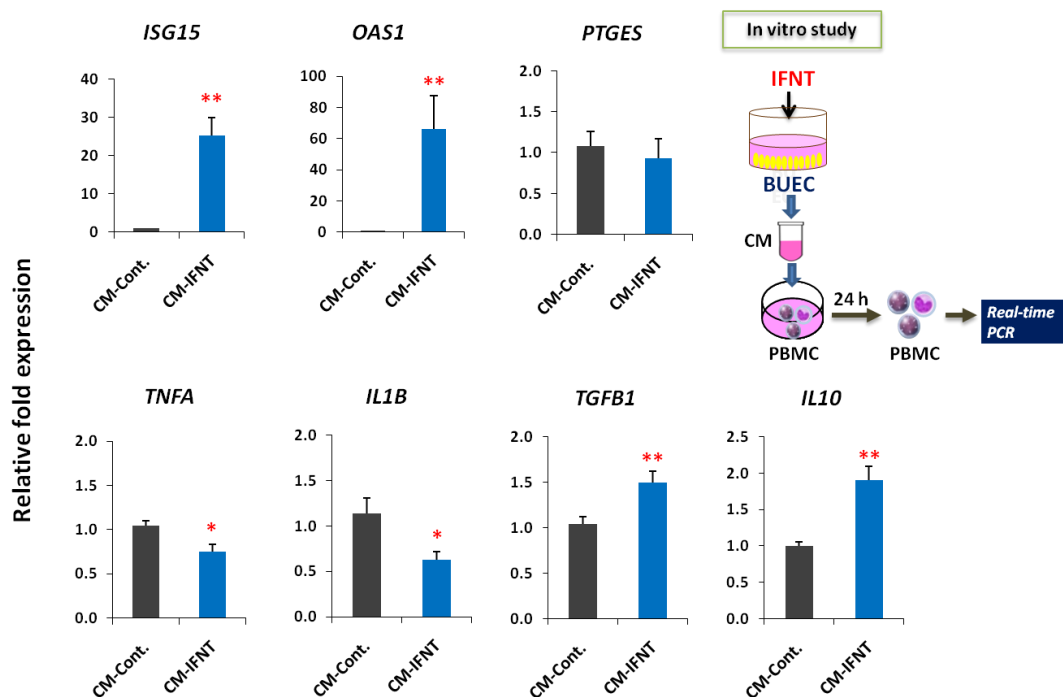 ISG15
40
30
20
10
0
**
CM-Cont.
CM-IFNT
OAS1
100
80
60
40
20
0
**
CM-Cont.
CM-IFNT
PTGES
2.0
1.5
1.0
0.5
0.0
CM-Cont.
CM-IFNT
In vitro study
IFNT
BUEC
CM
24 h
PBMC
PBMC
Real-time
PCR
Relative fold expression
TNFA
2.0
1.5
1.0
0.5
0.0
*
CM-Cont.
CM-IFNT
IL1B
2.0
1.5
1.0
0.5
0.0
*
CM-Cont.
CM-IFNT
TGFB1
2.0
1.5
1.0
0.5
0.0
**
CM-Cont.
CM-IFNT
IL10
2.5
2.0
1.5
1.0
0.5
0.0
**
CM-Cont.
CM-IFNT